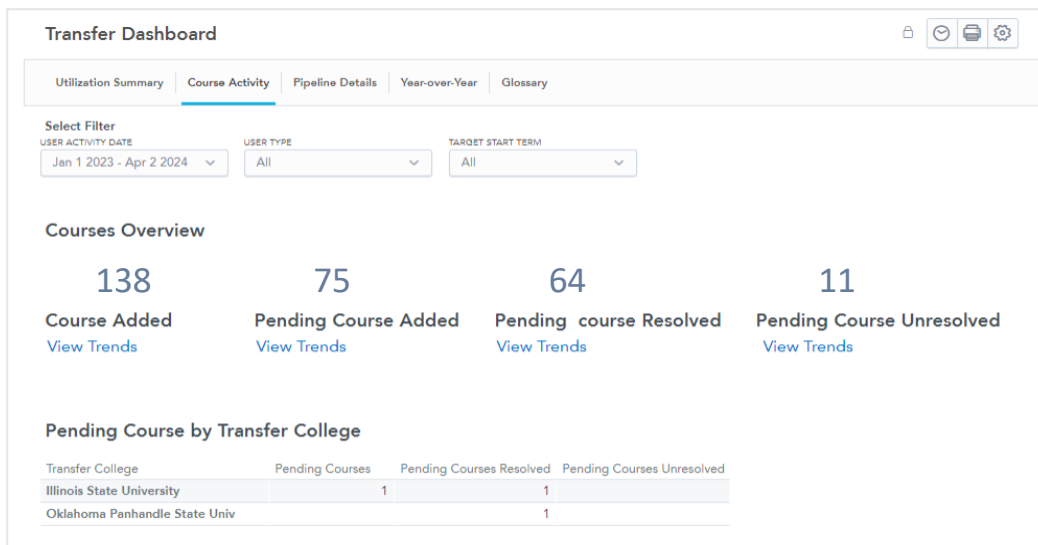 Transfer Dashboard
Utilization Summary Course Activity Pipeline Details Year-over-Year Glossary
Select Filter
USER ACTIVITY DATE USER TYPE TARGET START TERM
Jan 1 2023 - Apr 2 2024 All All
Courses Overview
138 75 64 11
Course Added Pending Course Added Pending course Resolved Pending Course Unresolved
View Trends View Trends View Trends View Trends
Pending Course by Transfer College
Transfer College Pending Courses Pending Courses Resolved Pending Courses Unresolved
Illinois State University 1 1
Oklahoma Panhandle State Univ 1